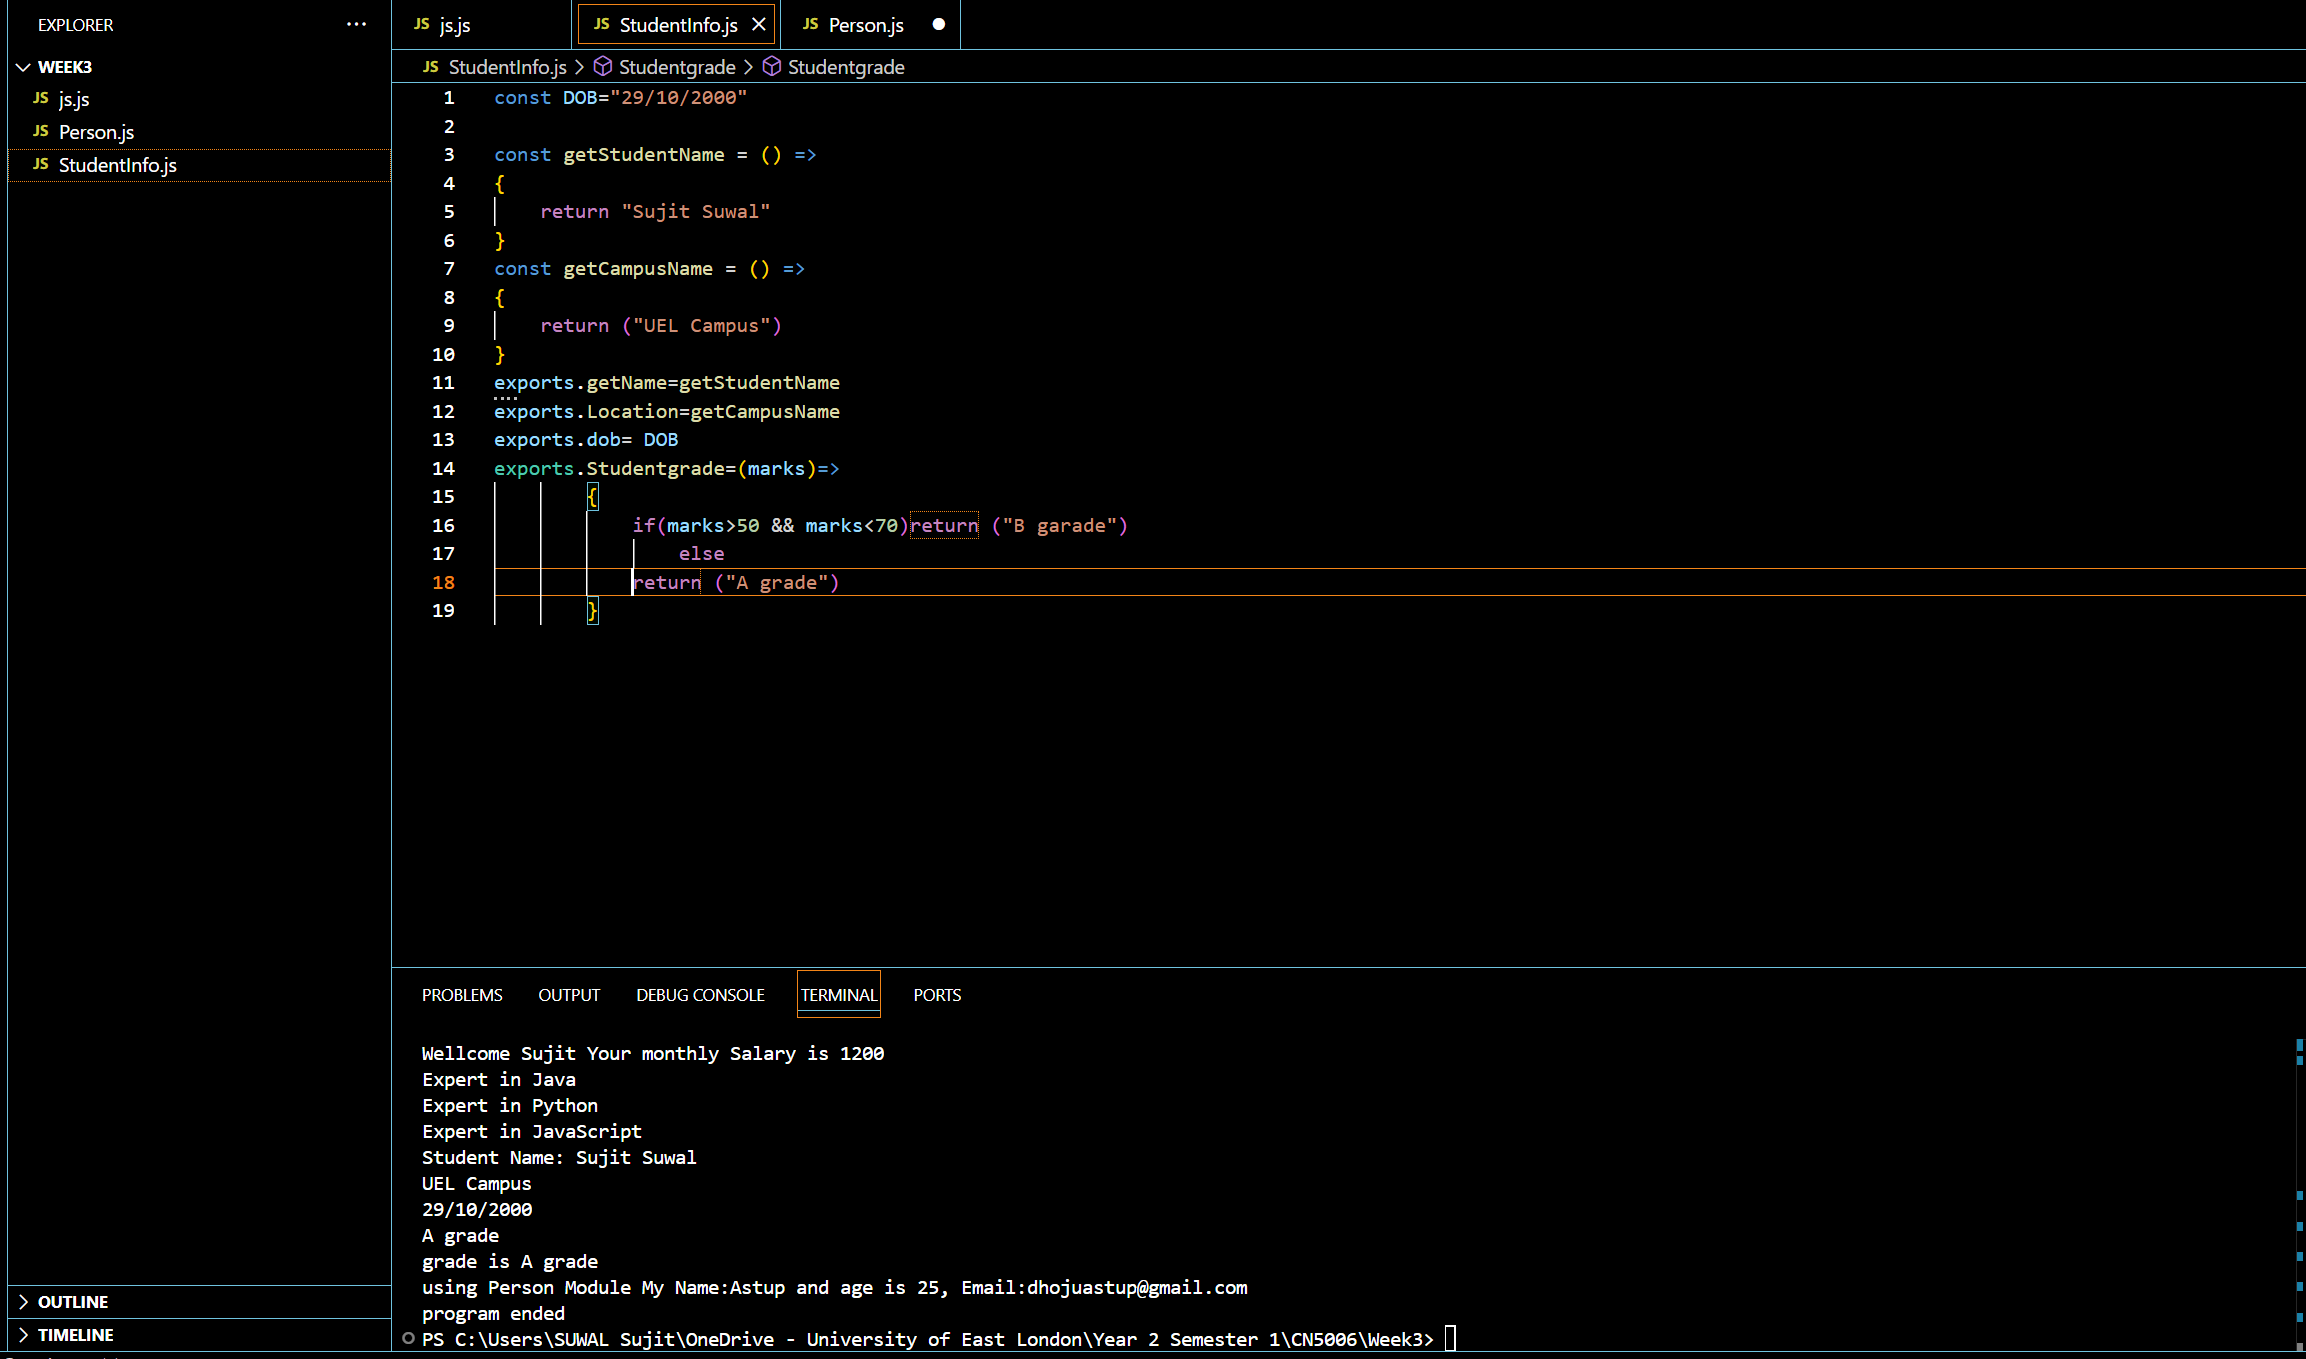 EXPLORER ···
WEEK3
JS js.js
JS Person.js
JS StudentInfo.js
OUTLINE
TIMELINE
JS js.js JS StudentInfo.js JS Person.js
JS StudentInfo.js > Studentgrade > Studentgrade
1 const DOB="29/10/2000"
2
3 const getStudentName = () =>
4 {
5 return "Sujit Suwal"
6 }
7 const getCampusName = () =>
8 {
9 return ("UEL Campus")
10 }
11 exports.getName=getStudentName
12 exports.Location=getCampusName
13 exports.dob= DOB
14 exports.Studentgrade=(marks)=>
15 {
16 if(marks>50 && marks<70)return ("B garade")
17 else
18 return ("A grade")
19 }
PROBLEMS OUTPUT DEBUG CONSOLE TERMINAL PORTS
Wellcome Sujit Your monthly Salary is 1200
Expert in Java
Expert in Python
Expert in JavaScript
Student Name: Sujit Suwal
UEL Campus
29/10/2000
A grade
grade is A grade
using Person Module My Name:Astup and age is 25, Email:dhojuastup@gmail.com
program ended
PS C:\Users\SUWAL Sujit\OneDrive - University of East London\Year 2 Semester 1\CN5006\Week3>